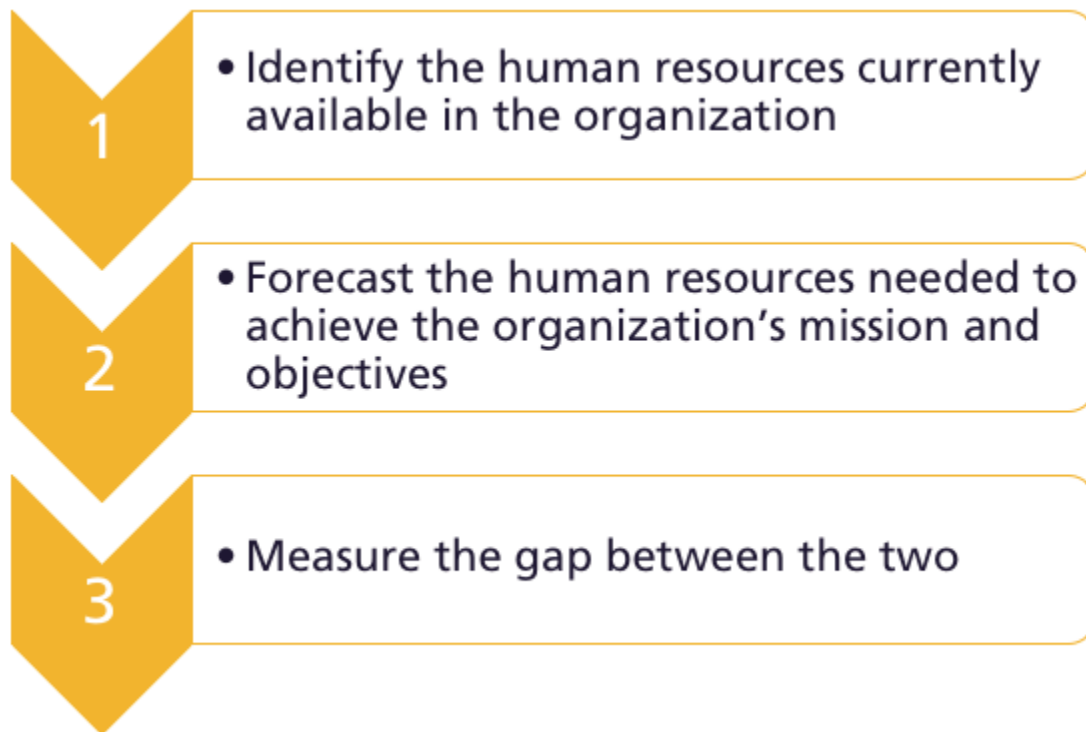 1
• Identify the human resources currently
available in the organization
2
• Forecast the human resources needed to
achieve the organization’s mission and
objectives
3
• Measure the gap between the two